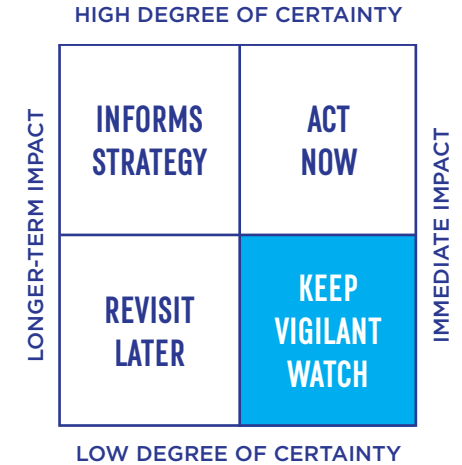 HIGH DEGREE OF CERTAINTY
LONGER-TERM IMPACT
INFORMS
STRATEGY
ACT
NOW
IMMEDIATE IMPACT
REVISIT
LATER
KEEP
VIGILANT
WATCH
LOW DEGREE OF CERTAINTY